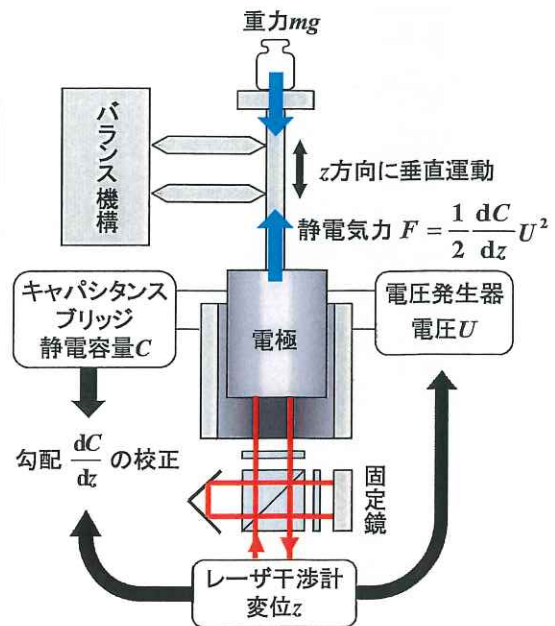 重力mg
バランス機構
z方向に垂直運動
静電気力 F = \frac{1}{2} \frac{dC}{dz} U²
キャパシタンス
ブリッジ
静電容量C
電極
電圧発生器
電圧U
勾配 \frac{dC}{dz} の校正
固定鏡
レーザ干渉計
変位z